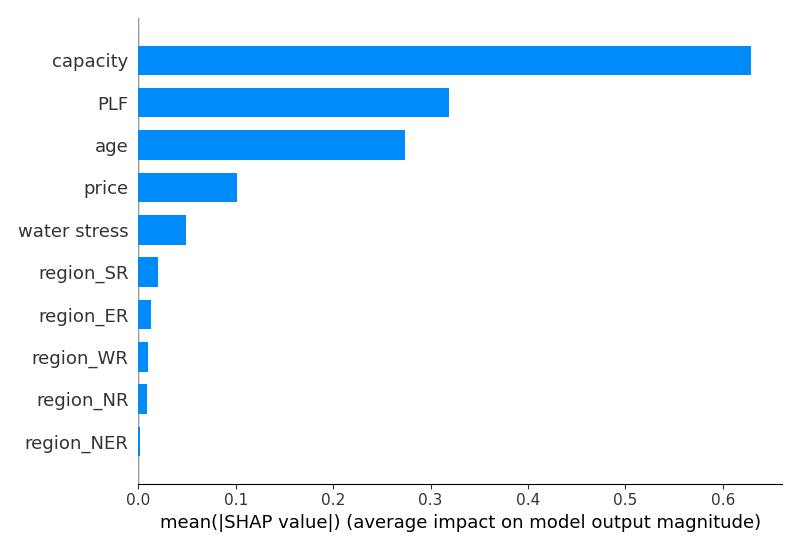 capacity
PLF
age
price
water stress
region_SR
region_ER
region_WR
region_NR
region_NER
0.0 0.1 0.2 0.3 0.4 0.5 0.6
mean(|SHAP value|) (average impact on model output magnitude)